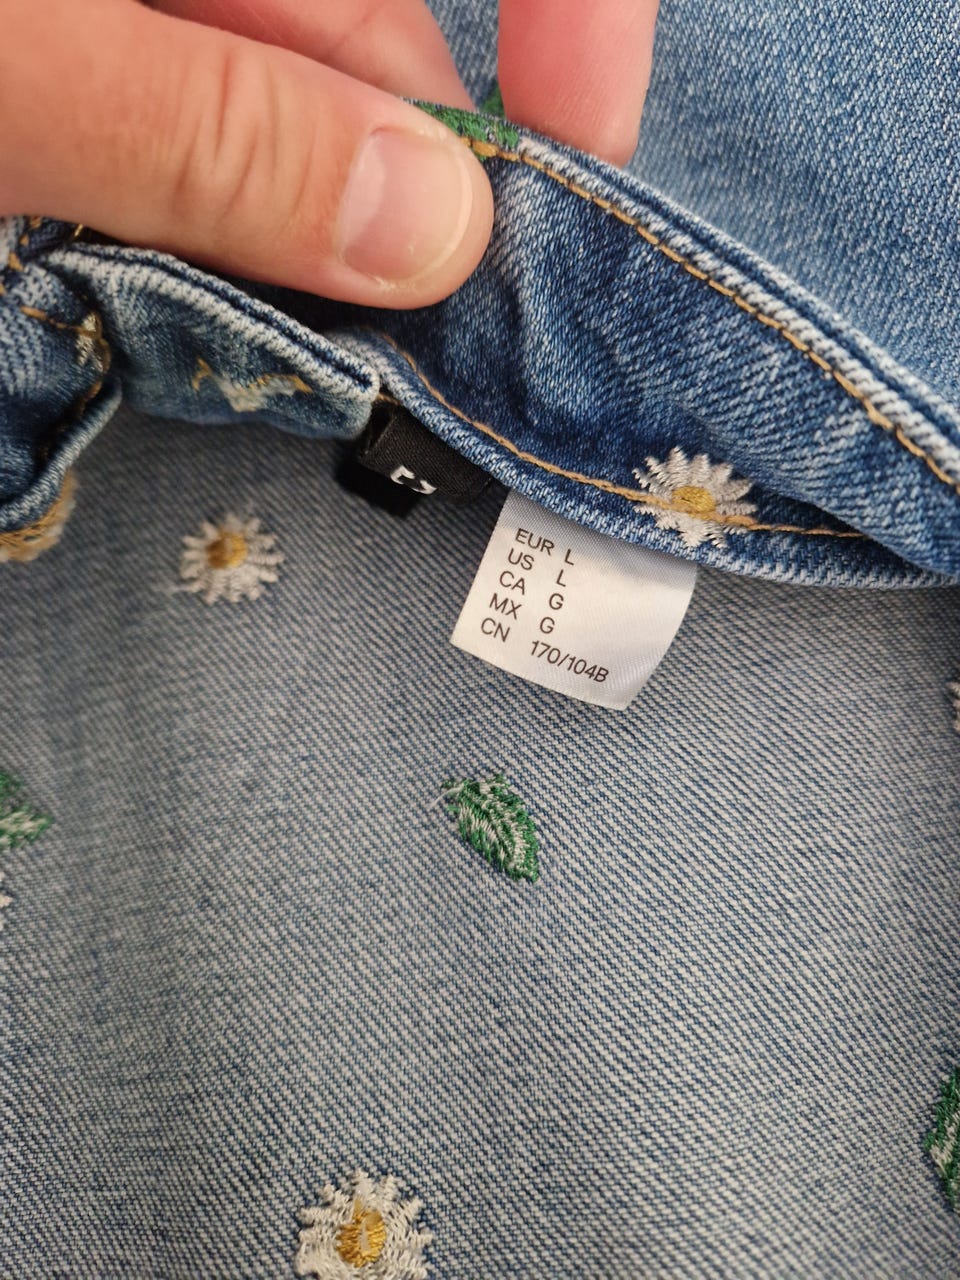 EUR L
US L
CA G
MX G
CN 170/104B